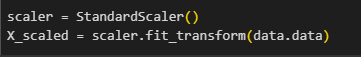 scaler = StandardScaler()
X_scaled = scaler.fit_transform(data.data)